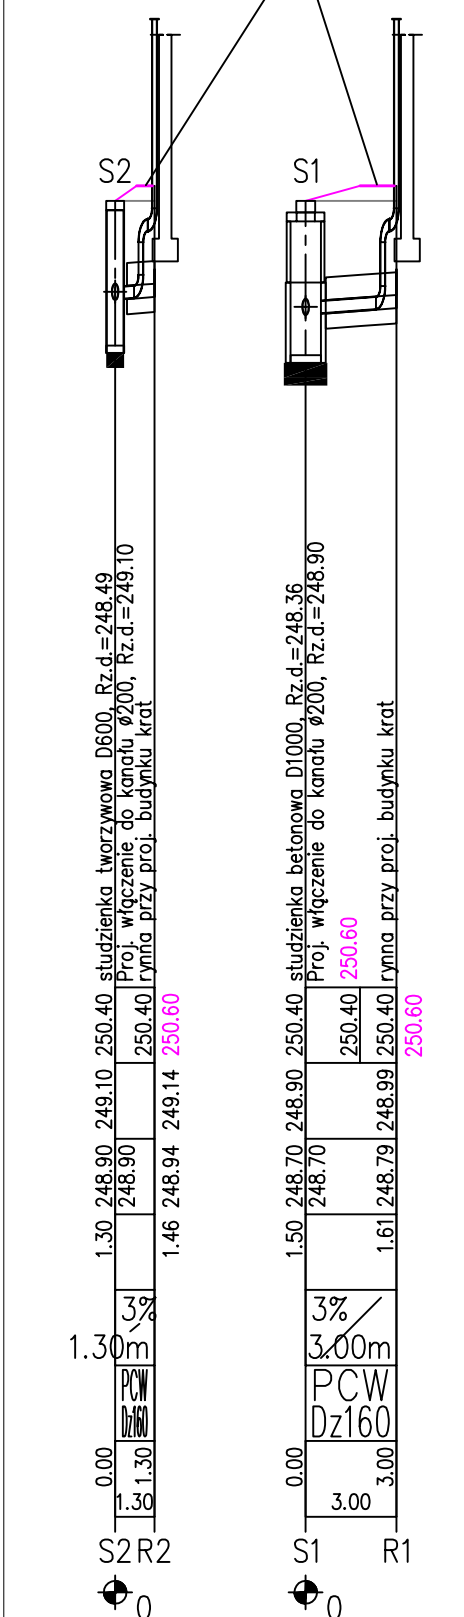 S2
S1
studzienka tworzywowa D600, Rz.d.=248.49
Proj. włączenie do kanału ø200, Rz.d.=249.10
rynna przy proj. budynku krat
studzienka betonowa D1000, Rz.d.=248.36
Proj. włączenie do kanału ø200, Rz.d.=248.90
250.60
rynna przy proj. budynku krat
250.40
250.40
250.60
250.40
250.40
250.40
250.60
249.10
249.14
248.90
248.99
248.90
248.90
248.94
248.70
248.70
248.79
1.30
1.46
1.50
1.61
3%
1.30m
3%
3.00m
PCW
Dz160
PCW
Dz160
0.00
1.30
0.00
3.00
1.30
3.00
S2 R2
S1
R1
0
0